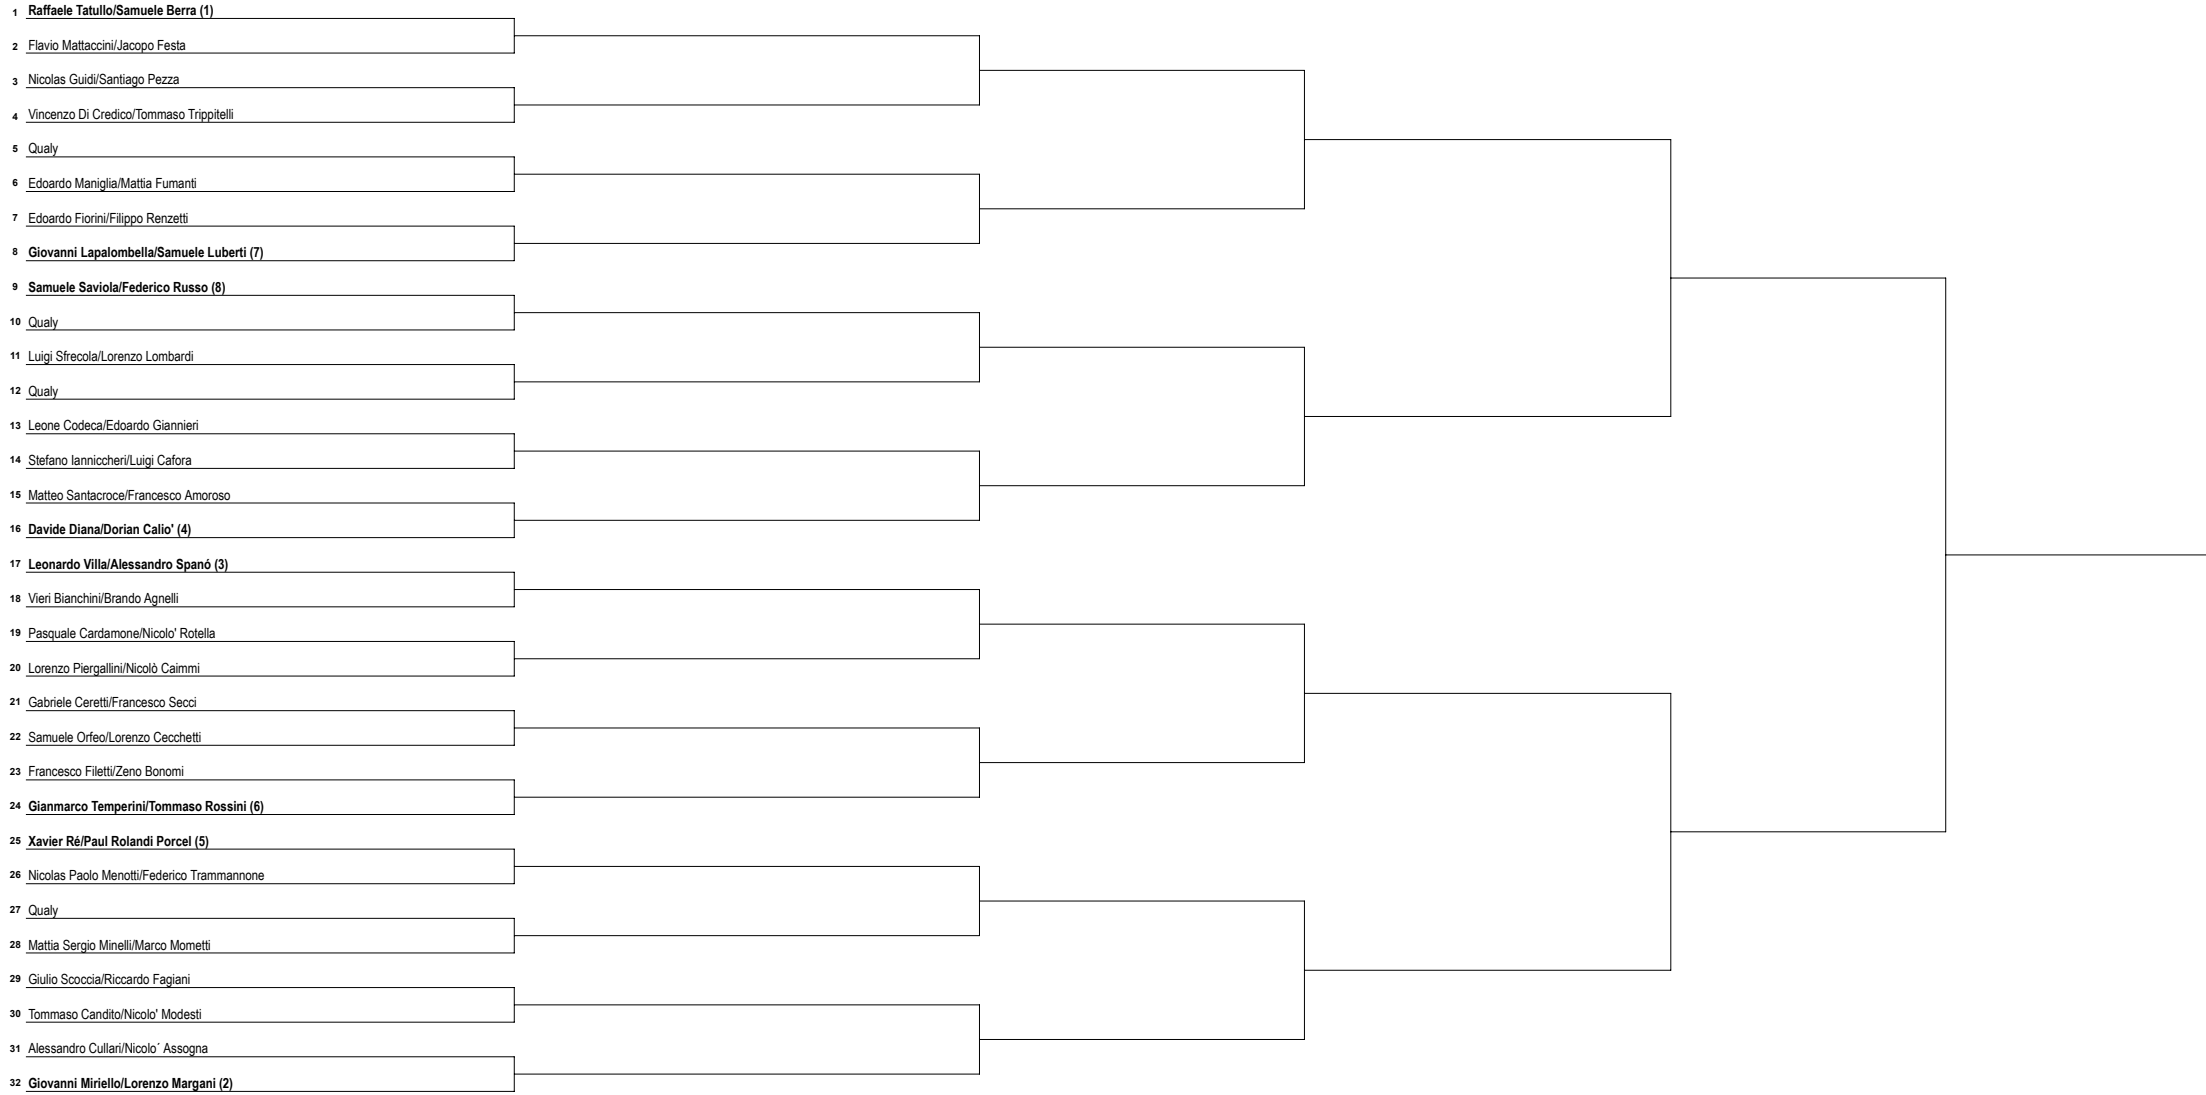 1 Raffaele Tatullo/Samuele Berra (1)
2 Flavio Mattaccini/Jacopo Festa
3 Nicolas Guidi/Santiago Pezza
4 Vincenzo Di Credico/Tommaso Trippitelli
5 Qualy
6 Edoardo Maniglia/Mattia Fumanti
7 Edoardo Fiorini/Filippo Renzetti
8 Giovanni Lapalombella/Samuele Luberti (7)
9 Samuele Saviola/Federico Russo (8)
10 Qualy
11 Luigi Sfrecola/Lorenzo Lombardi
12 Qualy
13 Leone Codeca/Edoardo Giannieri
14 Stefano Ianniccheri/Luigi Cafora
15 Matteo Santacroce/Francesco Amoroso
16 Davide Diana/Dorian Calio' (4)
17 Leonardo Villa/Alessandro Spanó (3)
18 Vieri Bianchini/Brando Agnelli
19 Pasquale Cardamone/Nicolo' Rotella
20 Lorenzo Piergallini/Nicolò Caimmi
21 Gabriele Ceretti/Francesco Secci
22 Samuele Orfeo/Lorenzo Cecchetti
23 Francesco Filetti/Zeno Bonomi
24 Gianmarco Temperini/Tommaso Rossini (6)
25 Xavier Ré/Paul Rolandi Porcel (5)
26 Nicolas Paolo Menotti/Federico Trammannone
27 Qualy
28 Mattia Sergio Minelli/Marco Mometti
29 Giulio Scoccia/Riccardo Fagiani
30 Tommaso Candito/Nicolo' Modesti
31 Alessandro Cullari/Nicolo´ Assogna
32 Giovanni Miriello/Lorenzo Margani (2)